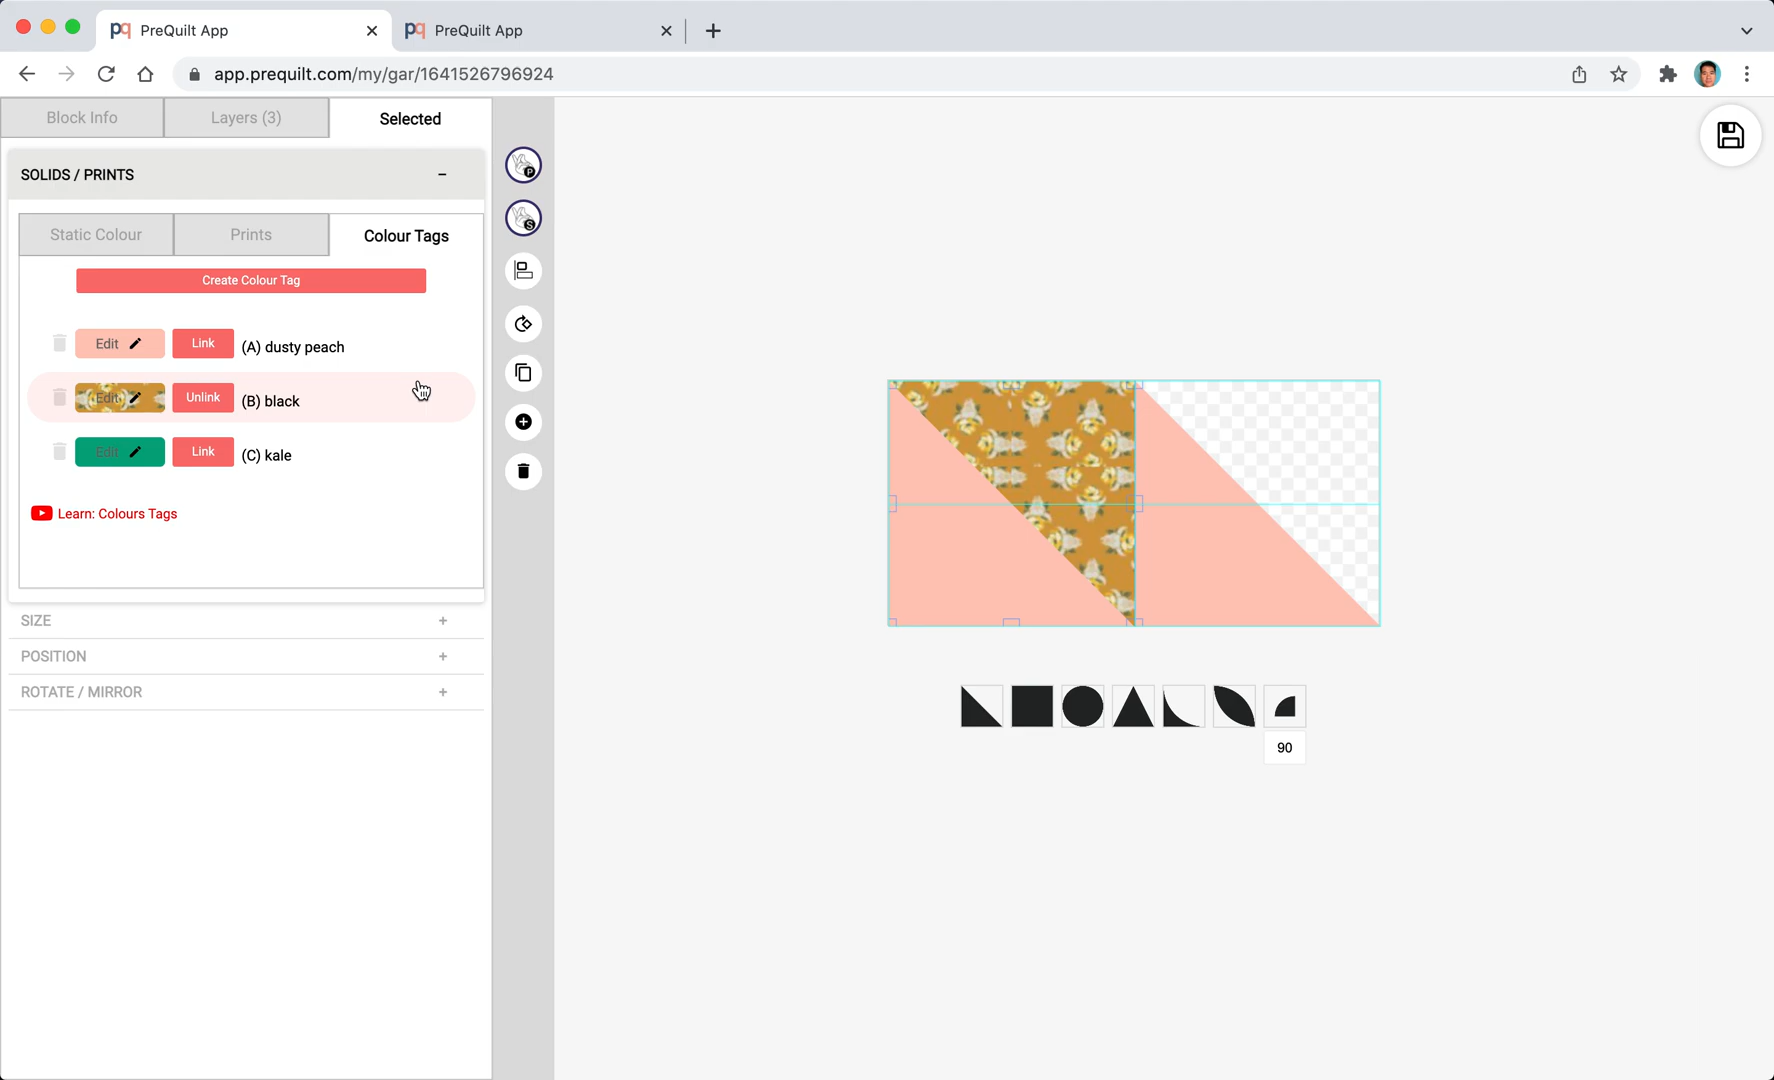 pq PreQuilt App
pq PreQuilt App
app.prequilt.com/my/gar/1641526796924
Block Info
Layers (3)
Selected
SOLIDS / PRINTS
Static Colour
Prints
Colour Tags
Create Colour Tag
Edit Link (A) dusty peach
Edit Unlink (B) black
Edit Link (C) kale
Learn: Colours Tags
SIZE
POSITION
ROTATE / MIRROR
P
S
90